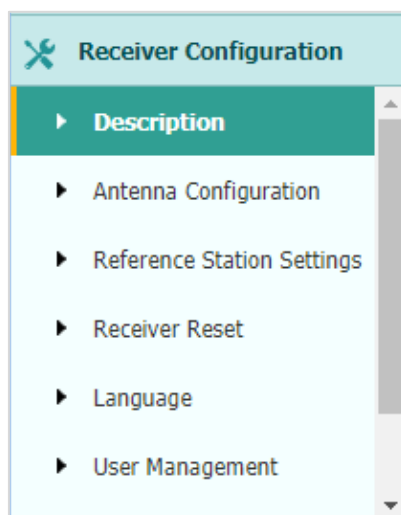 Receiver Configuration
Description
Antenna Configuration
Reference Station Settings
Receiver Reset
Language
User Management